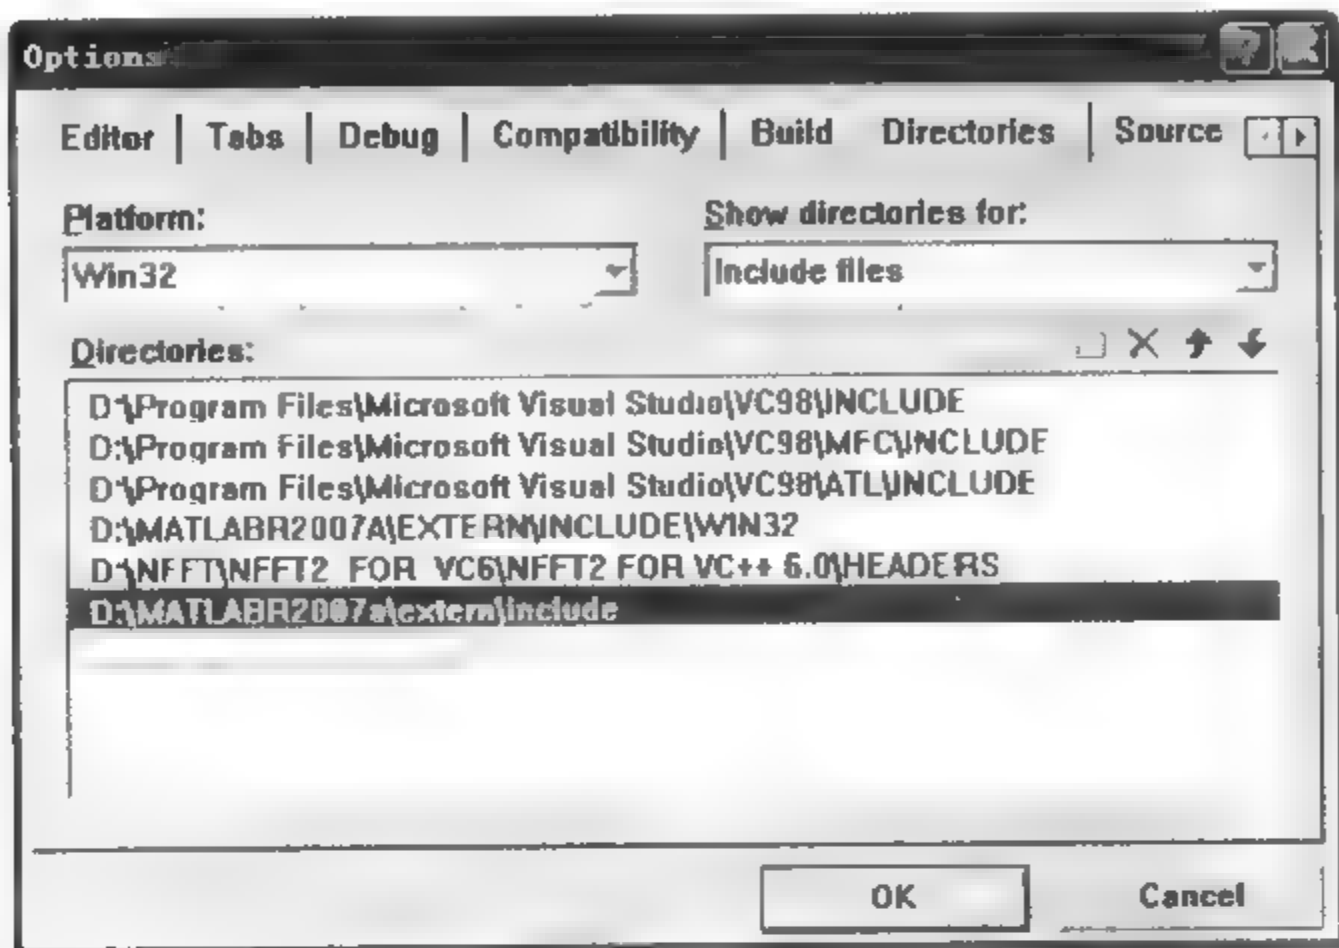 Options
Editor Tabs Debug Compatibility Build Directories Source
Platform: Show directories for:
Win32 Include files
Directories:
D:\Program Files\Microsoft Visual Studio\VC98\INCLUDE
D:\Program Files\Microsoft Visual Studio\VC98\MFC\INCLUDE
D:\Program Files\Microsoft Visual Studio\VC98\ATL\INCLUDE
D:\MATLABR2007A\EXTERN\INCLUDE\WIN32
D:\NFFT\NFFT2 FOR VC6\NFFT2 FOR VC++ 6.0\HEADERS
D:\MATLABR2007a\extern\include
OK Cancel